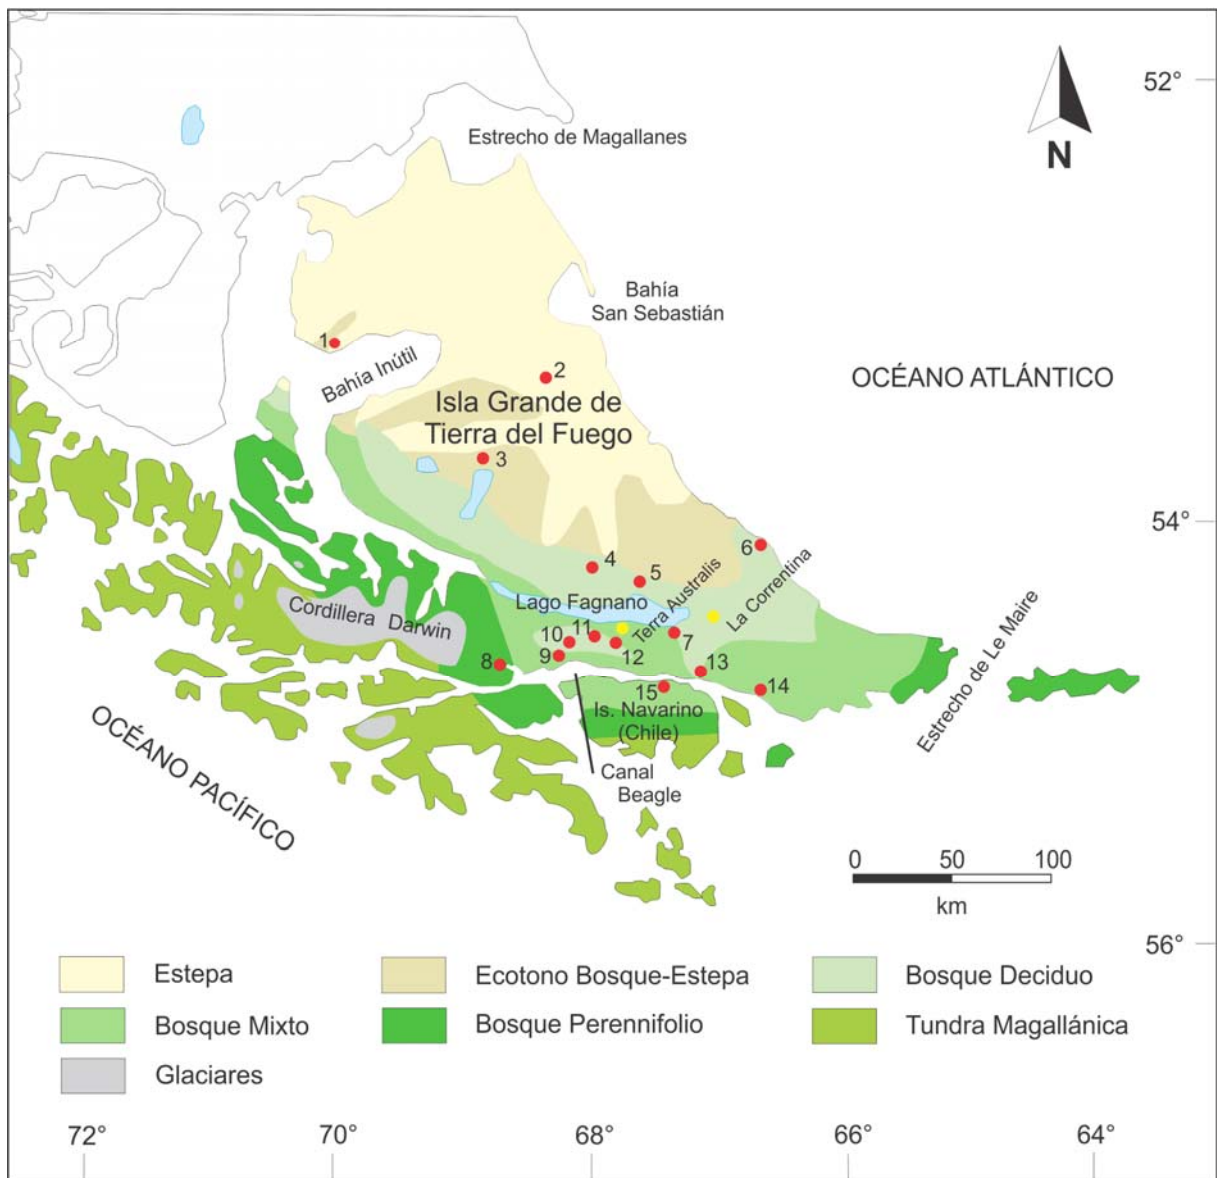 52°
Estrecho de Magallanes
N
Bahía
San Sebastián
1
Bahía Inútil
2
OCÉANO ATLÁNTICO
Isla Grande de
Tierra del Fuego
3
54°
6
4
5
Terra Australis
La Correntina
Lago Fagnano
Cordillera Darwin
10
11
12
7
9
8
13
14
15
Estrecho de Le Maire
Is. Navarino
(Chile)
OCÉANO PACÍFICO
Canal
Beagle
0 50 100
km
56°
Estepa
Ecotono Bosque-Estepa
Bosque Deciduo
Bosque Mixto
Bosque Perennifolio
Tundra Magallánica
Glaciares
72° 70° 68° 66° 64°